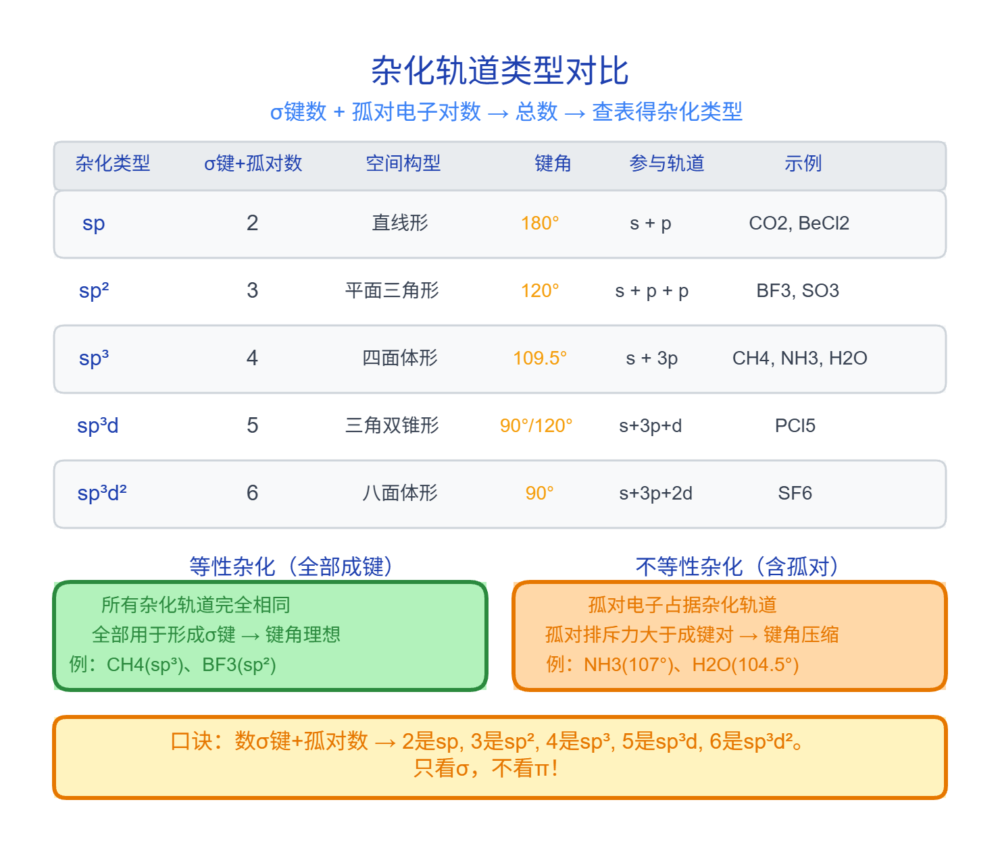 杂化轨道类型对比
σ键数 + 孤对电子对数 → 总数 → 查表得杂化类型
杂化类型 σ键+孤对数 空间构型 键角 参与轨道 示例
sp 2 直线形 180° s + p CO2, BeCl2
sp² 3 平面三角形 120° s + p + p BF3, SO3
sp³ 4 四面体形 109.5° s + 3p CH4, NH3, H2O
sp³d 5 三角双锥形 90°/120° s+3p+d PCl5
sp³d² 6 八面体形 90° s+3p+2d SF6
等性杂化（全部成键）
所有杂化轨道完全相同
全部用于形成σ键 → 键角理想
例：CH4(sp³)、BF3(sp²)
不等性杂化（含孤对）
孤对电子占据杂化轨道
孤对排斥力大于成键对 → 键角压缩
例：NH3(107°)、H2O(104.5°)
口诀：数σ键+孤对数 → 2是sp, 3是sp², 4是sp³, 5是sp³d, 6是sp³d²。
只看σ，不看π！